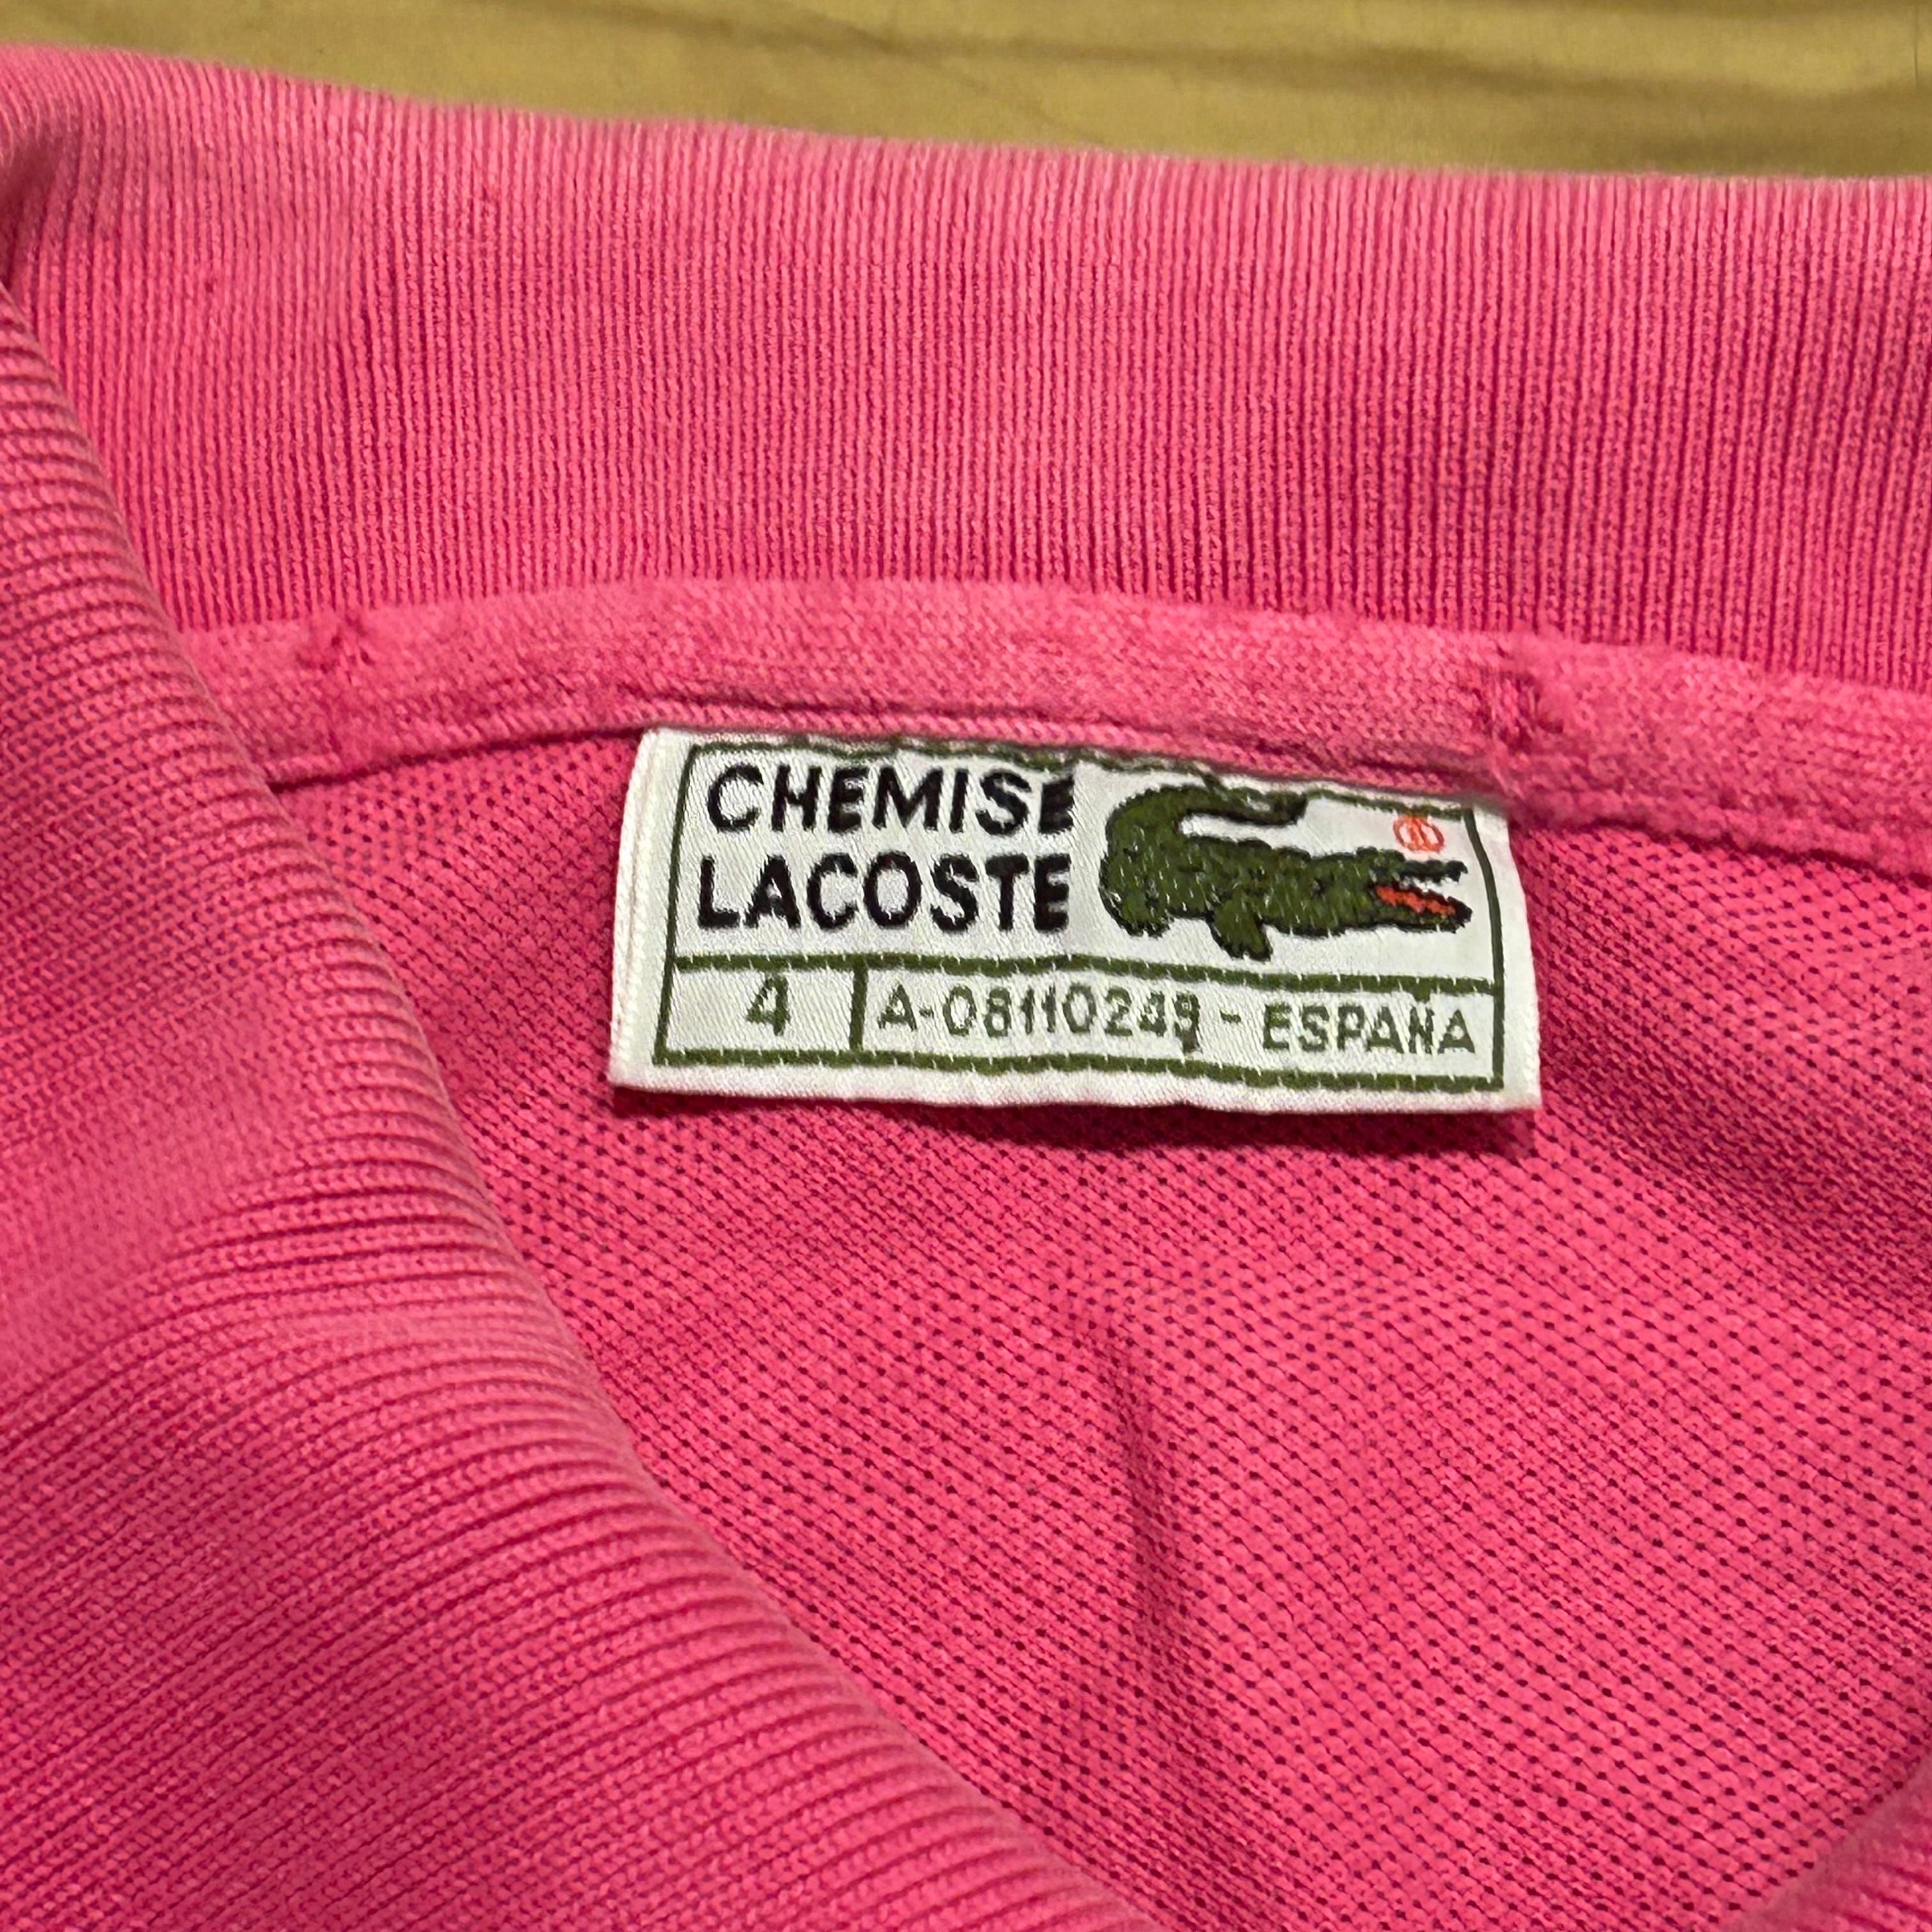 CHEMISE
LACOSTE
®
4 A-08110249 - ESPAÑA